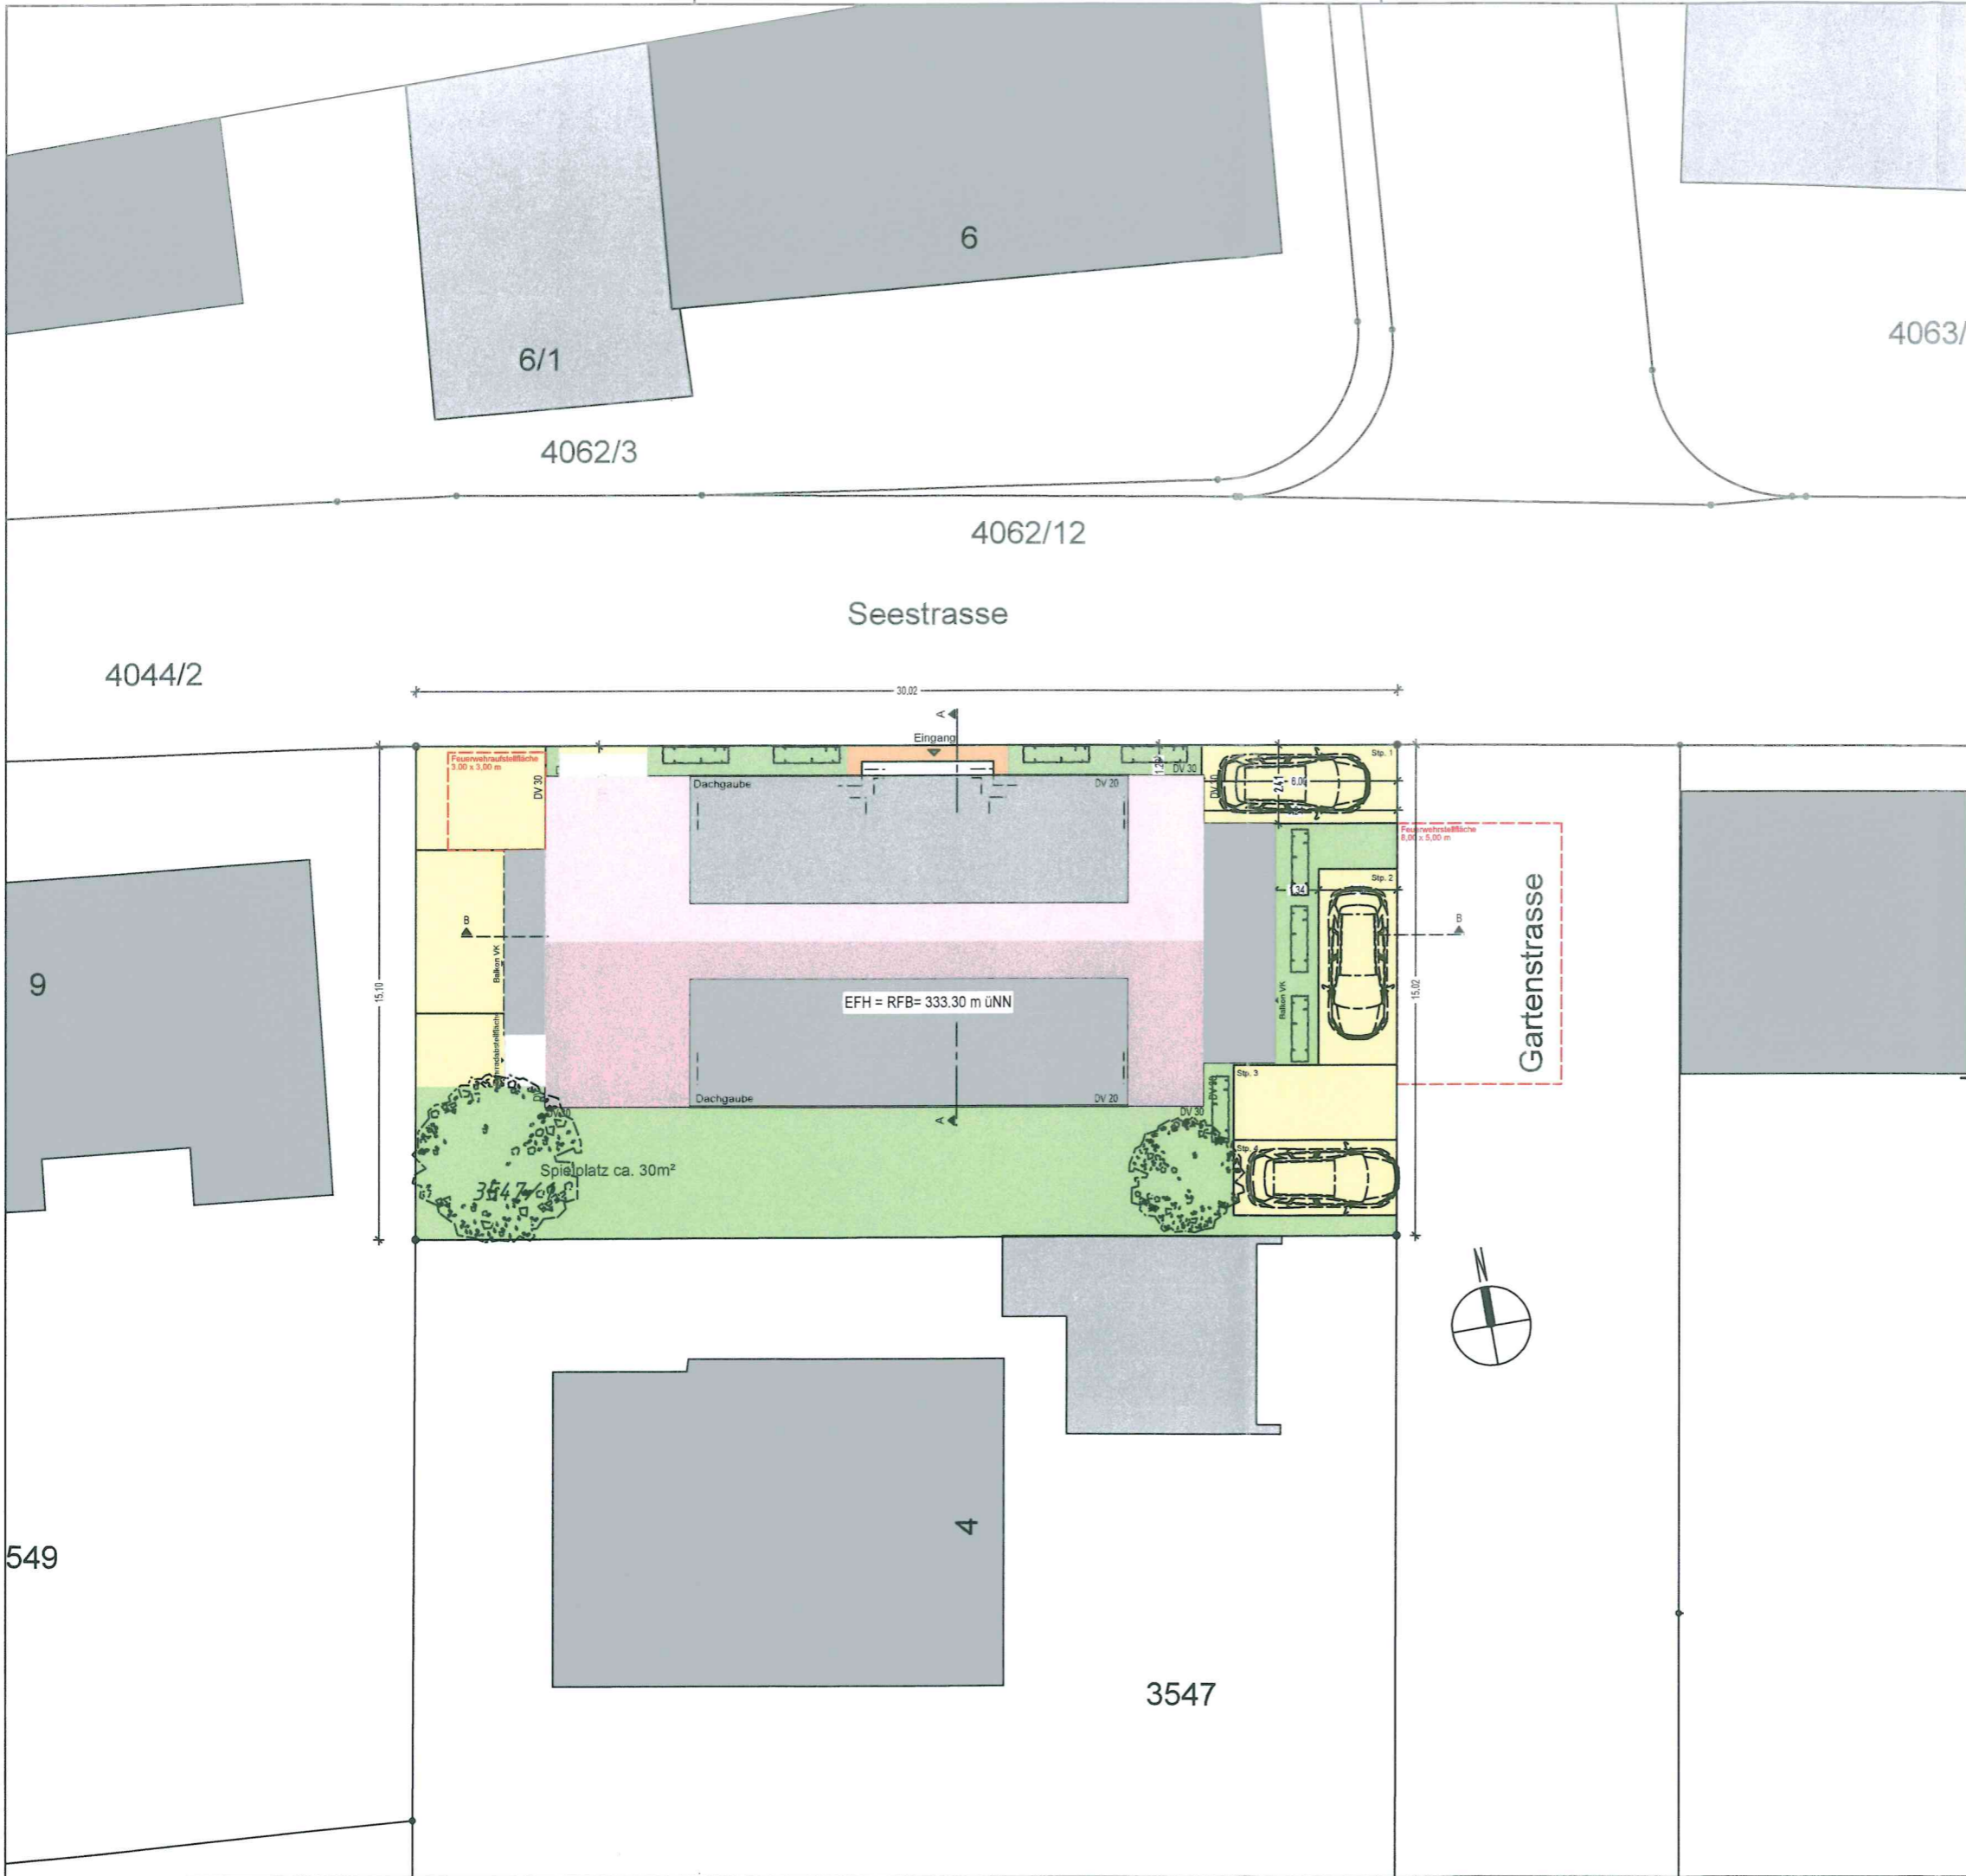 6
6/1
4063/
4062/3
4062/12
Seestrasse
4044/2
30,02
A
Eingang
Feuerwehraufstellfläche
3.00 x 3,00 m
DV 30
Dachgaube
DV 20
DV 30
Stp. 1
2,41
Feuerwehrstellfläche
8,00 x 5,00 m
Stp. 2
34
B
B
Balkon VK
Balkon VK
9
15,10
15,02
EFH = RFB= 333.30 m üNN
Gartenstrasse
Stp. 3
Dachgaube
DV 20
DV 30
A
Stp. 4
Spielplatz ca. 30m²
N
4
549
3547